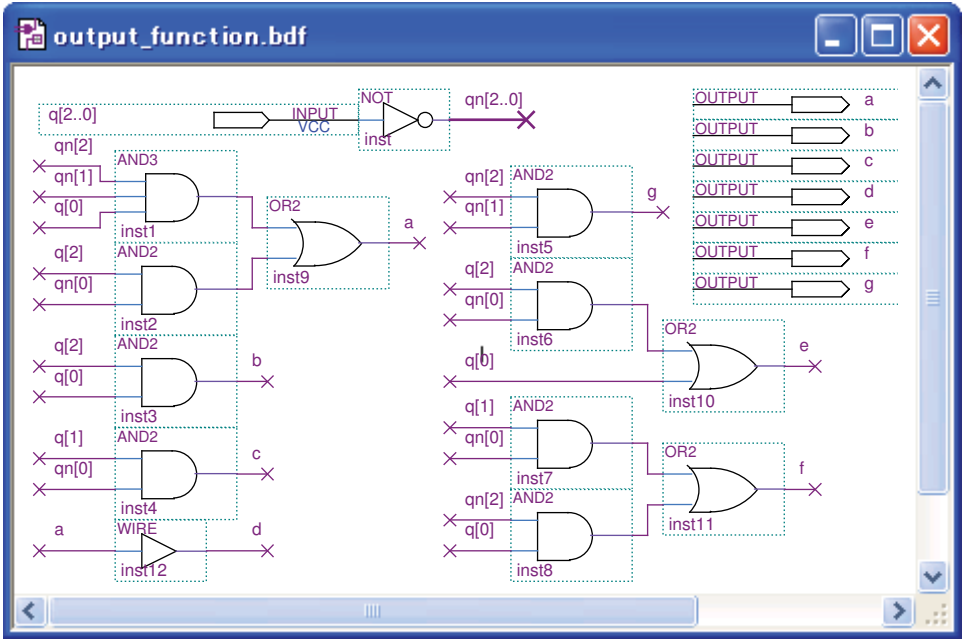 output_function.bdf
q[2..0]
INPUT
VCC
NOT
inst
qn[2..0]
qn[2]
qn[1]
q[0]
AND3
inst1
q[2]
qn[0]
AND2
inst2
OR2
inst9
a
q[2]
q[0]
AND2
inst3
b
q[1]
qn[0]
AND2
inst4
c
a
WIRE
inst12
d
qn[2]
qn[1]
AND2
inst5
g
q[2]
qn[0]
AND2
inst6
q[0]
OR2
inst10
e
q[1]
qn[0]
AND2
inst7
qn[2]
q[0]
AND2
inst8
OR2
inst11
f
OUTPUT a
OUTPUT b
OUTPUT c
OUTPUT d
OUTPUT e
OUTPUT f
OUTPUT g